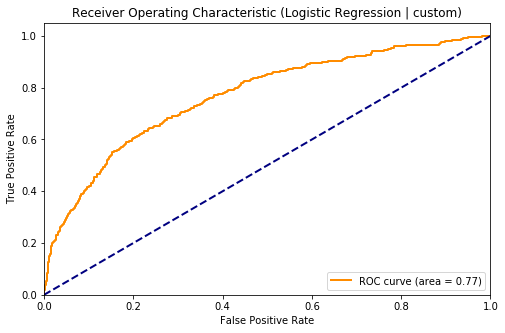 Receiver Operating Characteristic (Logistic Regression | custom)
True Positive Rate
1.0
0.8
0.6
0.4
0.2
0.0
ROC curve (area = 0.77)
0.0 0.2 0.4 0.6 0.8 1.0
False Positive Rate